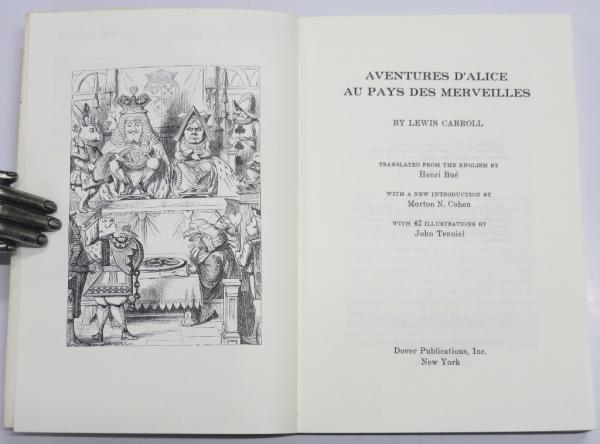 AVENTURES D'ALICE
AU PAYS DES MERVEILLES
BY LEWIS CARROLL
TRANSLATED FROM THE ENGLISH BY
Henri Bué
WITH A NEW INTRODUCTION BY
Morton N. Cohen
WITH 42 ILLUSTRATIONS BY
John Tenniel
Dover Publications, Inc.
New York